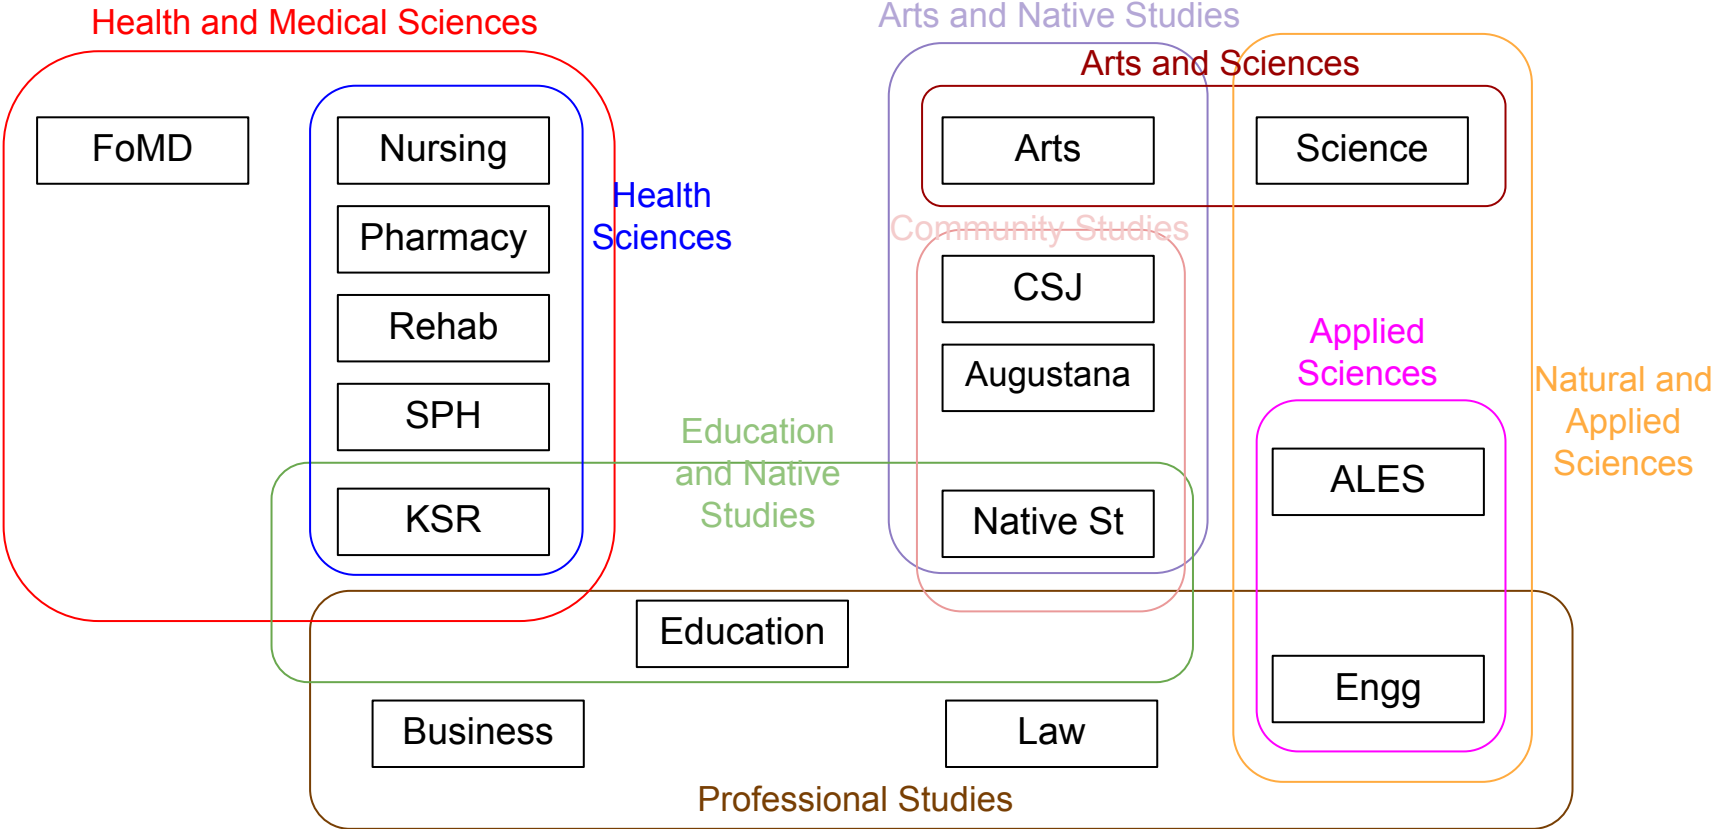 Health and Medical Sciences
Arts and Native Studies
Arts and Sciences
FoMD
Nursing
Arts
Science
Health
Sciences
Pharmacy
Community Studies
CSJ
Rehab
Applied
Sciences
Augustana
Natural and
Applied
Sciences
SPH
Education
and Native
Studies
ALES
KSR
Native St
Education
Engg
Business
Law
Professional Studies